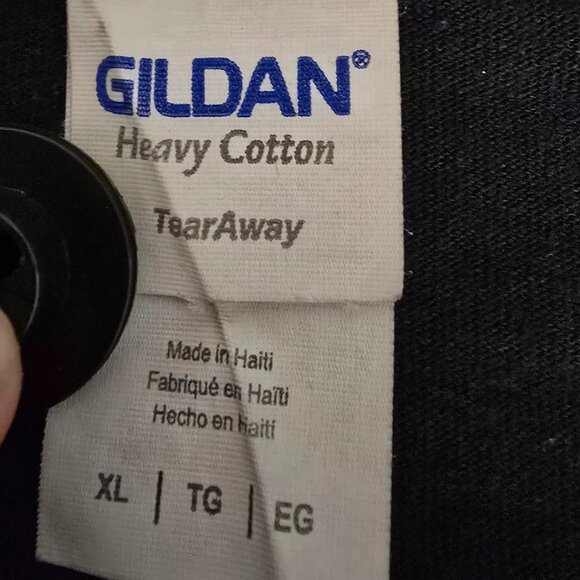 GILDAN®
Heavy Cotton
TearAway
Made in Haiti
Fabriqué en Haïti
Hecho en Haití
XL | TG | EG